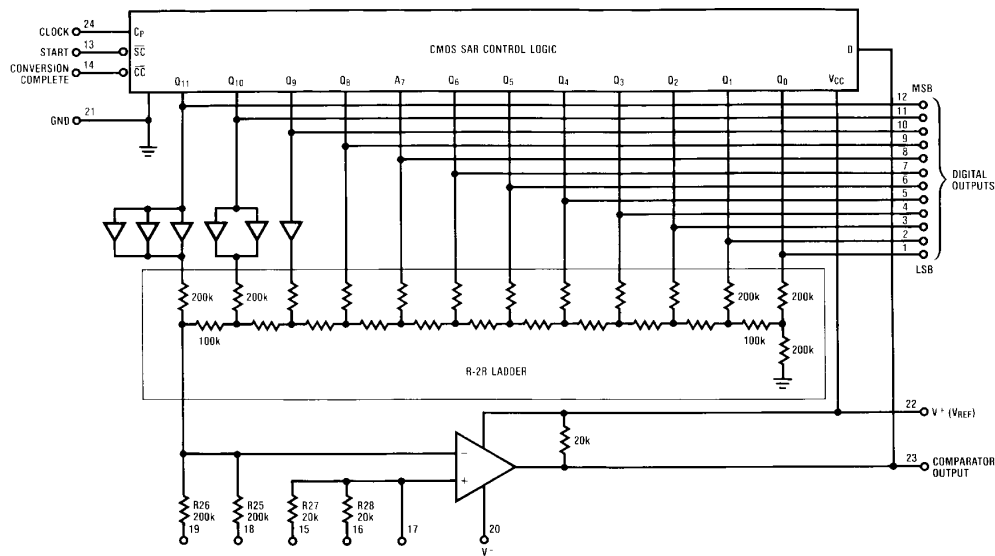 CLOCK 24
START 13
CONVERSION COMPLETE 14
CP
SC
CC
CMOS SAR CONTROL LOGIC
D
Q11 Q10 Q9 Q8 A7 Q6 Q5 Q4 Q3 Q2 Q1 Q0 VCC
GND 21
MSB
12
11
10
9
8
7
6
5
4
3
2
1
LSB
DIGITAL
OUTPUTS
200k 200k 200k 200k
100k 100k
200k
R-2R LADDER
22 V+ (VREF)
20k
23 COMPARATOR
OUTPUT
−
+
R26 R25 R27 R28
200k 200k 20k 20k
19 18 15 16 17 20
V−